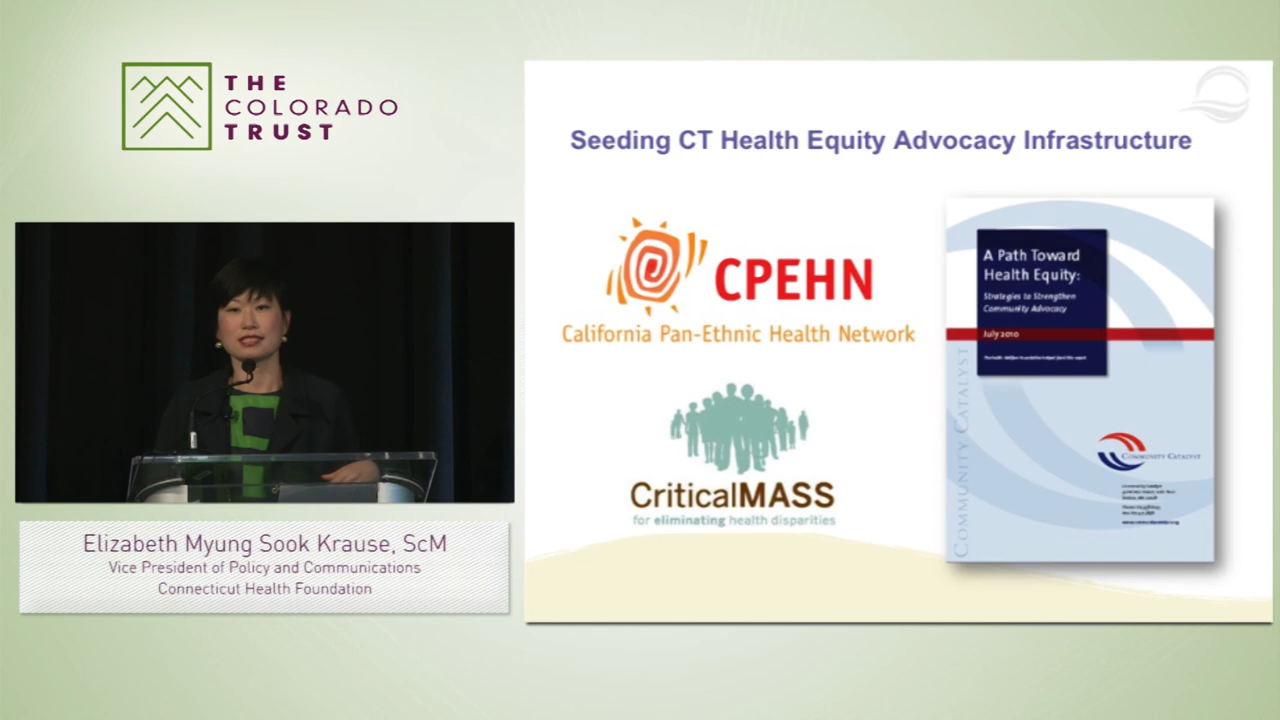 THE
COLORADO
TRUST
Elizabeth Myung Sook Krause, ScM
Vice President of Policy and Communications
Connecticut Health Foundation
Seeding CT Health Equity Advocacy Infrastructure
CPEHN
California Pan-Ethnic Health Network
CriticalMASS
for eliminating health disparities
A Path Toward
Health Equity:
Strategies to Strengthen
Community Advocacy
July 2010
COMMUNITY CATALYST
COMMUNITY CATALYST